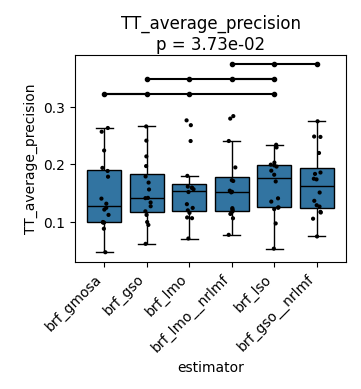 TT_average_precision
p = 3.73e-02
TT_average_precision
0.3
0.2
0.1
brf_gmosa
brf_gso
brf_lmo
brf_lmo__nrlmf
brf_lso
brf_gso__nrlmf
estimator